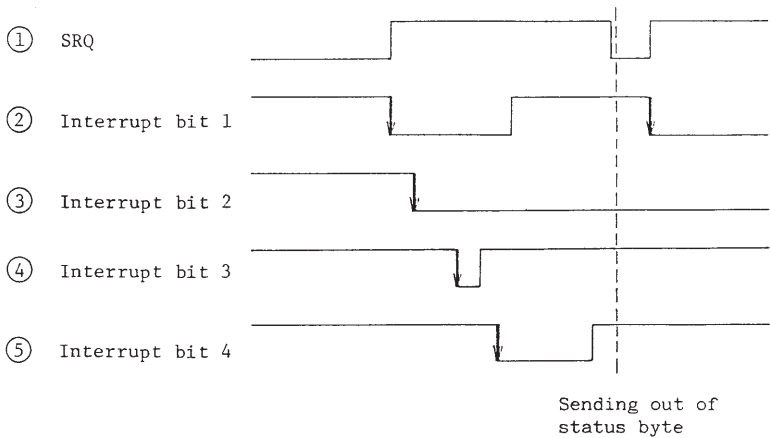 ① SRQ
② Interrupt bit 1
③ Interrupt bit 2
④ Interrupt bit 3
⑤ Interrupt bit 4
Sending out of
status byte